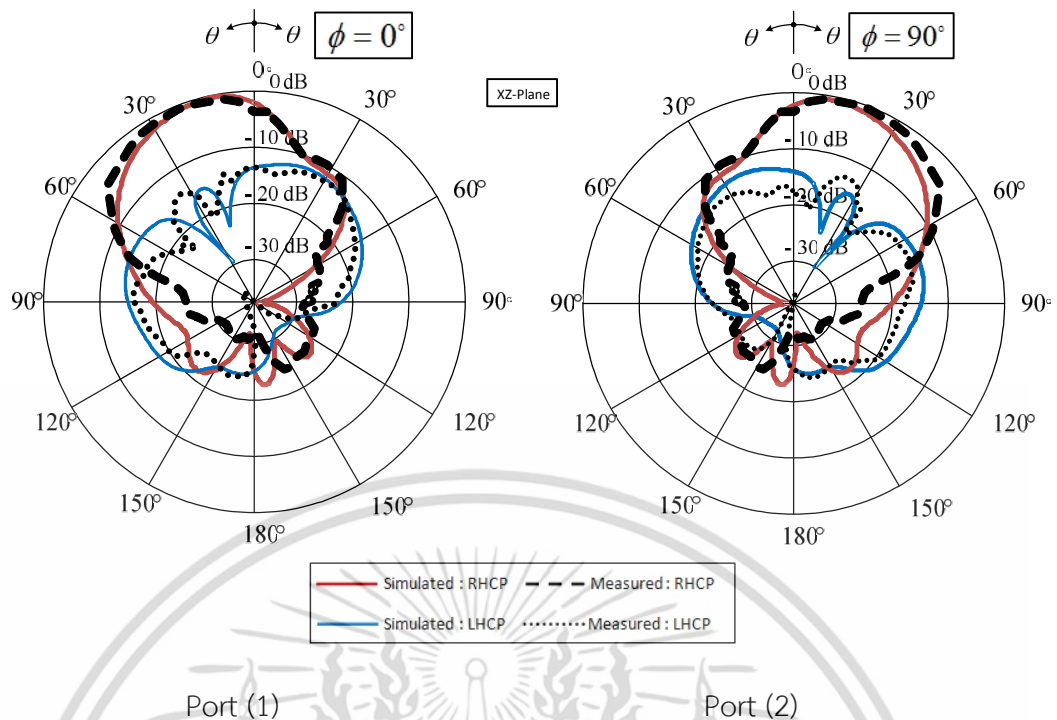 θ θ ϕ = 0°
θ θ ϕ = 90°
XZ-Plane
0° 0 dB
30° 30°
-10 dB
60° 60°
-20 dB
-30 dB
90° 90°
120° 120°
150° 150°
180°
0° 0 dB
30° 30°
-10 dB
60° 60°
-20 dB
-30 dB
90° 90°
120° 120°
150° 150°
180°
Simulated : RHCP Measured : RHCP
Simulated : LHCP Measured : LHCP
Port (1) Port (2)